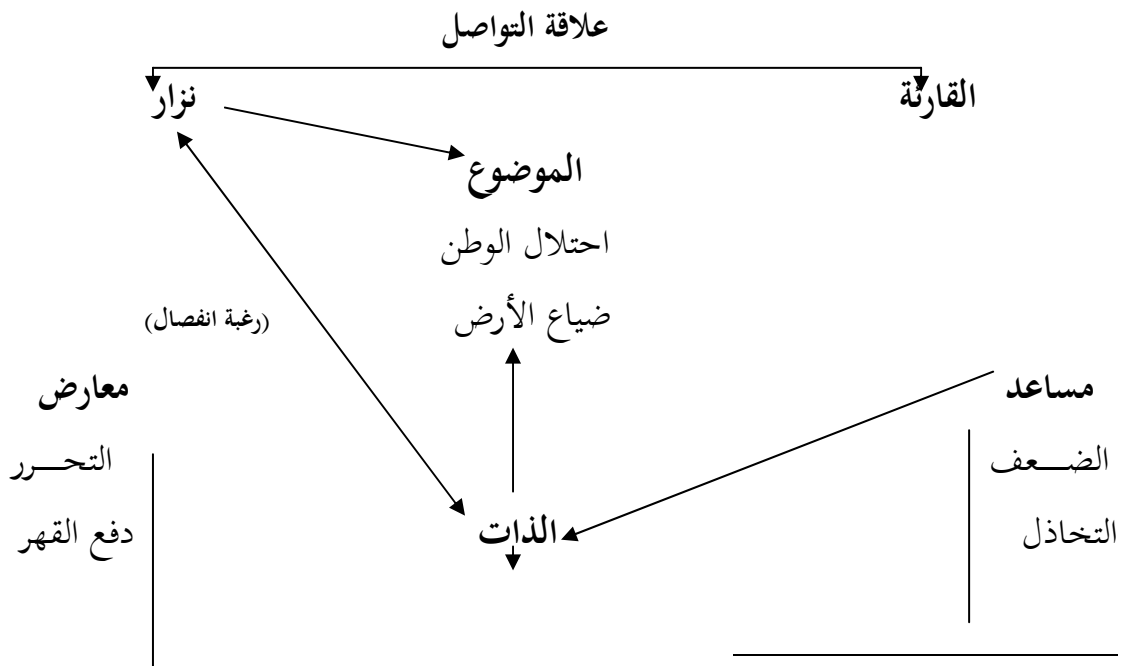 علاقة التواصل
القارئة
نزار
الموضوع
احتلال الوطن
ضياع الأرض
(رغبة انفصال)
مساعد
معارض
الضـــعف
التحـــرر
التخاذل
الذات
دفع القهر